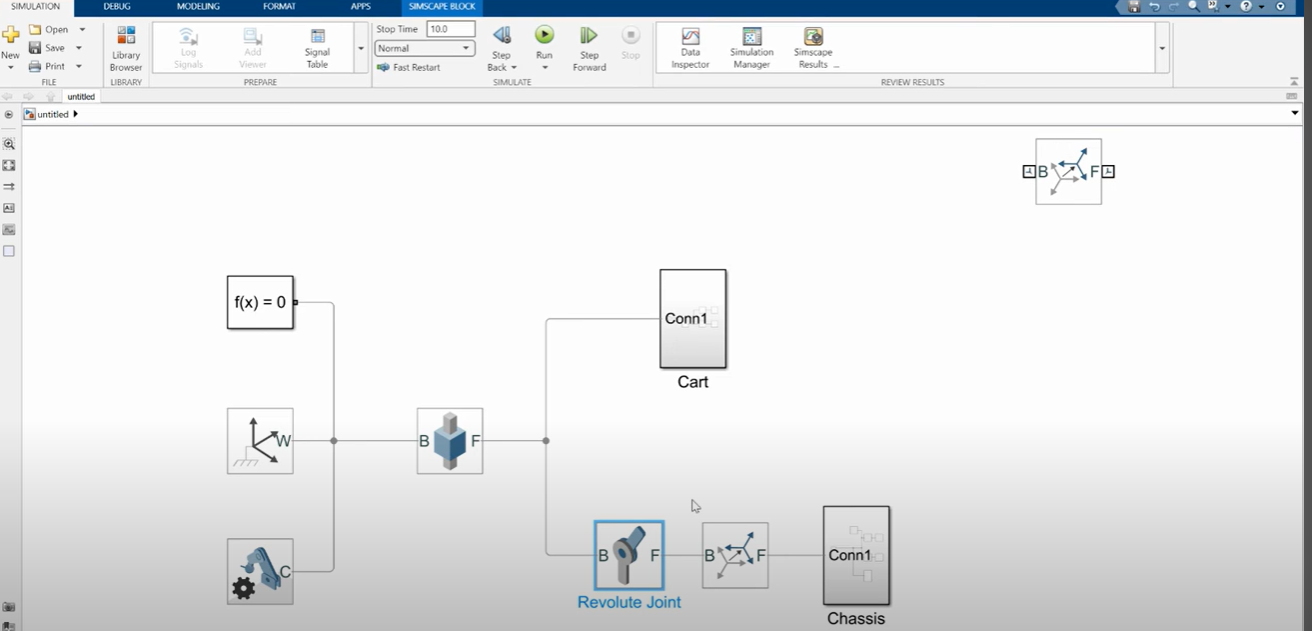 SIMULATION DEBUG MODELING FORMAT APPS SIMSCAPE BLOCK
New
Open
Save
Print
FILE
Library
Browser
LIBRARY
Log
Signals
Add
Viewer
Signal
Table
PREPARE
Stop Time 10.0
Normal
Fast Restart
Step
Back
Run
Step
Forward
Stop
SIMULATE
Data
Inspector
Simulation
Manager
Simscape
Results ...
REVIEW RESULTS
untitled
untitled
B F
f(x) = 0
Conn1
Cart
W
B F
C
B F
Revolute Joint
B F
Conn1
Chassis